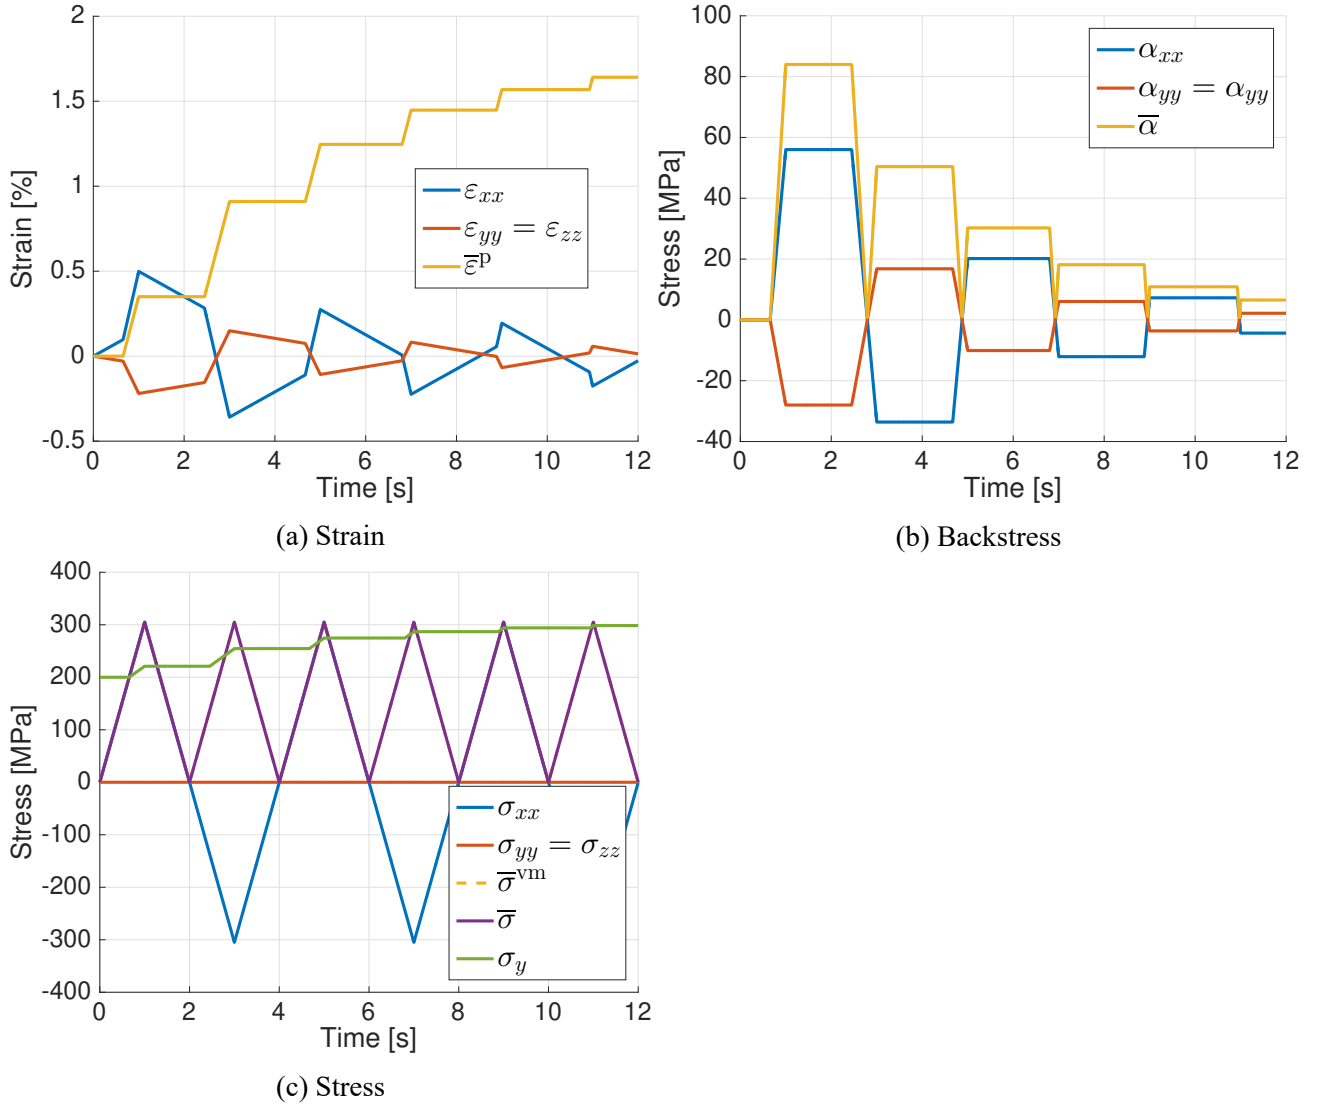 2
1.5
1
0.5
0
-0.5
Strain [%]
0 2 4 6 8 10 12
Time [s]
ε_xx
ε_yy = ε_zz
ε̅^p
(a) Strain
100
80
60
40
20
0
-20
-40
Stress [MPa]
0 2 4 6 8 10 12
Time [s]
α_xx
α_yy = α_yy
α̅
(b) Backstress
400
300
200
100
0
-100
-200
-300
-400
Stress [MPa]
0 2 4 6 8 10 12
Time [s]
σ_xx
σ_yy = σ_zz
σ̅^vm
σ̅
σ_y
(c) Stress